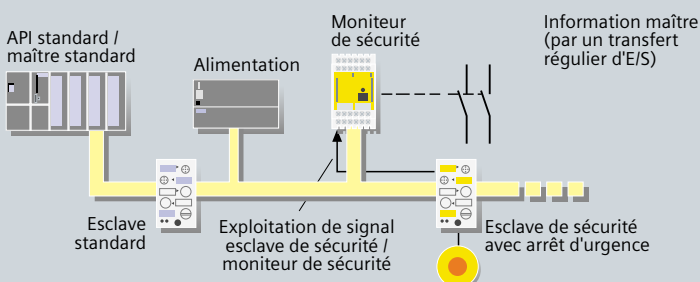 API standard /
maître standard
Alimentation
Moniteur
de sécurité
Information maître
(par un transfert
régulier d'E/S)
Esclave
standard
Exploitation de signal
esclave de sécurité /
moniteur de sécurité
Esclave de sécurité
avec arrêt d'urgence